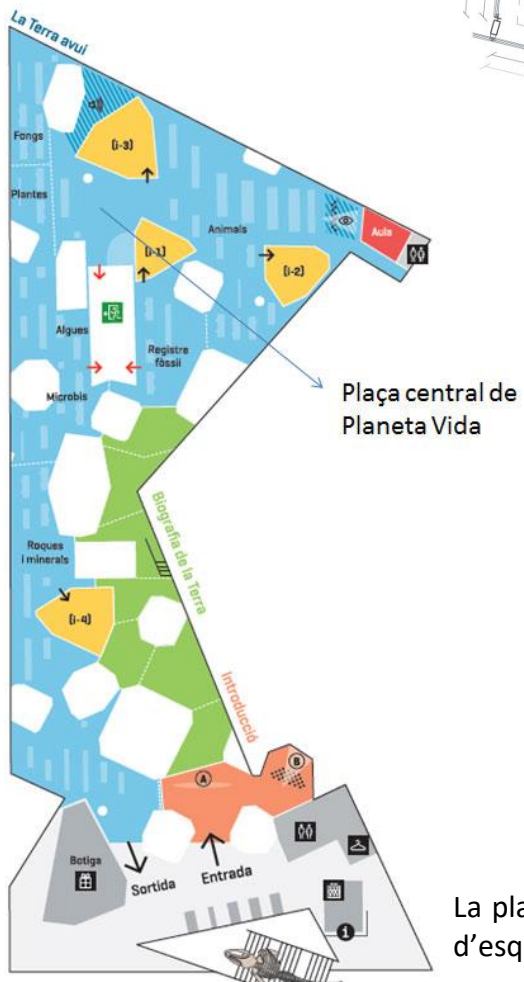 La Terra avui
Fongs
(i-3)
Plantes
Animals
Aula
(i-1)
(i-2)
Algues
Registre
fòssil
Microbis
Plaça central de
Planeta Vida
Biografia de la Terra
Roques
i minerals
(i-4)
Introducció
A
B
Botiga
Sortida
Entrada
i
La pla
d’esq